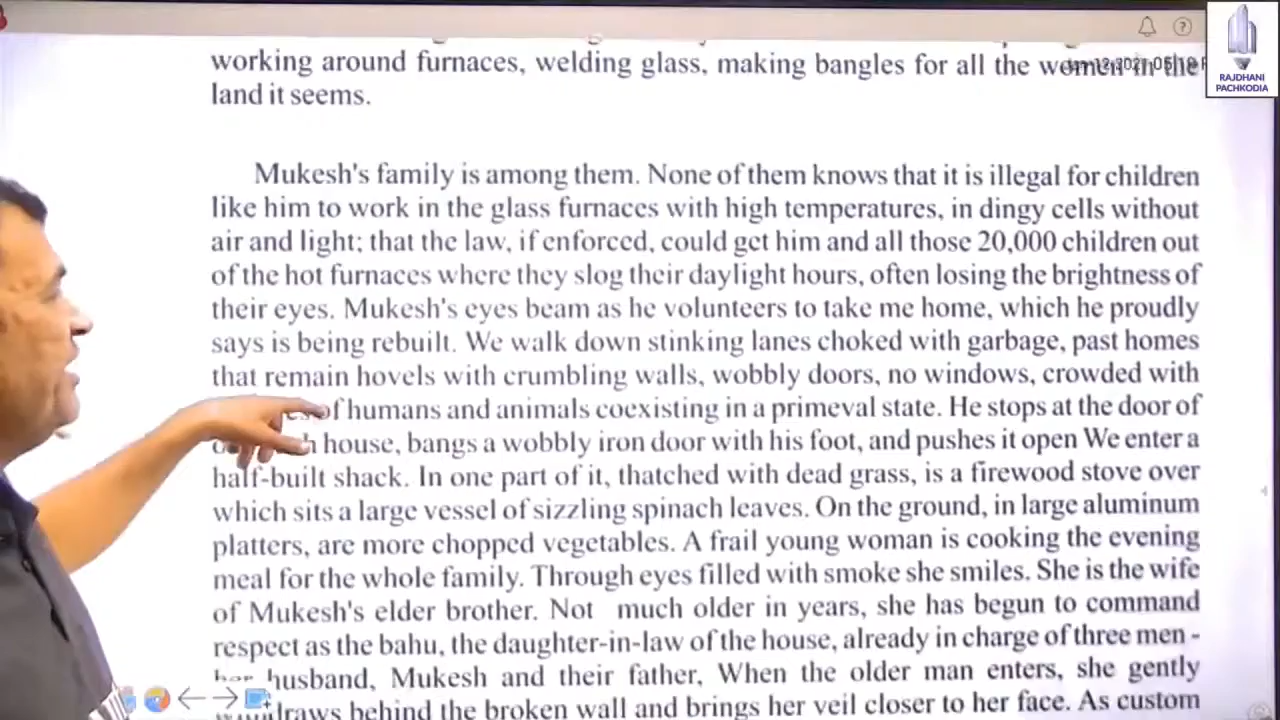 working around furnaces, welding glass, making bangles for all the women in the
land it seems.
Mukesh's family is among them. None of them knows that it is illegal for children
like him to work in the glass furnaces with high temperatures, in dingy cells without
air and light; that the law, if enforced, could get him and all those 20,000 children out
of the hot furnaces where they slog their daylight hours, often losing the brightness of
their eyes. Mukesh's eyes beam as he volunteers to take me home, which he proudly
says is being rebuilt. We walk down stinking lanes choked with garbage, past homes
that remain hovels with crumbling walls, wobbly doors, no windows, crowded with
of humans and animals coexisting in a primeval state. He stops at the door of
house, bangs a wobbly iron door with his foot, and pushes it open We enter a
half-built shack. In one part of it, thatched with dead grass, is a firewood stove over
which sits a large vessel of sizzling spinach leaves. On the ground, in large aluminum
platters, are more chopped vegetables. A frail young woman is cooking the evening
meal for the whole family. Through eyes filled with smoke she smiles. She is the wife
of Mukesh's elder brother. Not much older in years, she has begun to command
respect as the bahu, the daughter-in-law of the house, already in charge of three men -
husband, Mukesh and their father, When the older man enters, she gently
behind the broken wall and brings her veil closer to her face. As custom
RAJDHANI
PACHKODIA